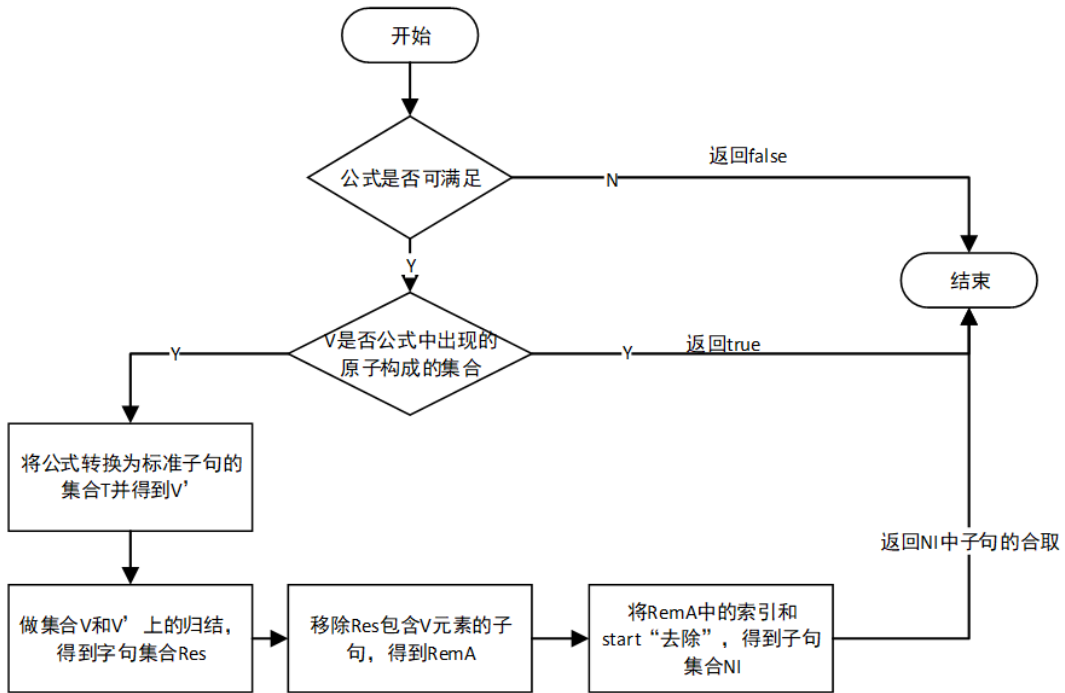 开始
公式是否可满足
N
返回false
Y
结束
V是否公式中出现的
原子构成的集合
Y
Y
返回true
将公式转换为标准子句的
集合T并得到V’
返回NI中子句的合取
做集合V和V’上的归结，
得到字句集合Res
移除Res包含V元素的子
句，得到RemA
将RemA中的索引和
start“去除”，得到子句
集合NI